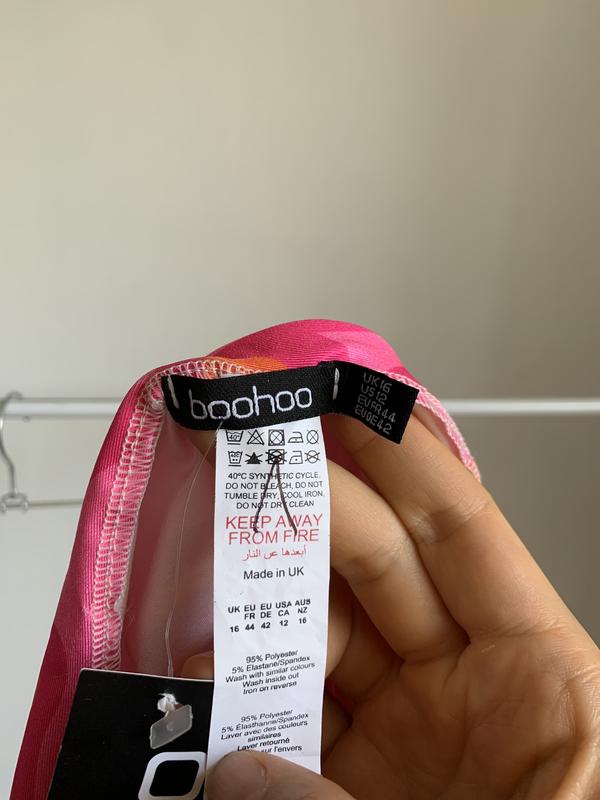 boohoo
UK16
US12
EUFR44
EUDE42
40°C SYNTHETIC CYCLE,
DO NOT BLEACH, DO NOT
TUMBLE DRY, COOL IRON,
DO NOT DRY CLEAN
KEEP AWAY
FROM FIRE
أبعدها عن النار
Made in UK
UK EU EU USA AUS
FR DE CA NZ
16 44 42 12 16
95% Polyester
5% Elastane/Spandex
Wash with similar colours
Wash inside out
Iron on reverse
95% Polyester
5% Élasthanne/Spandex
Laver avec des couleurs
similaires
Laver retourné
sur l'envers